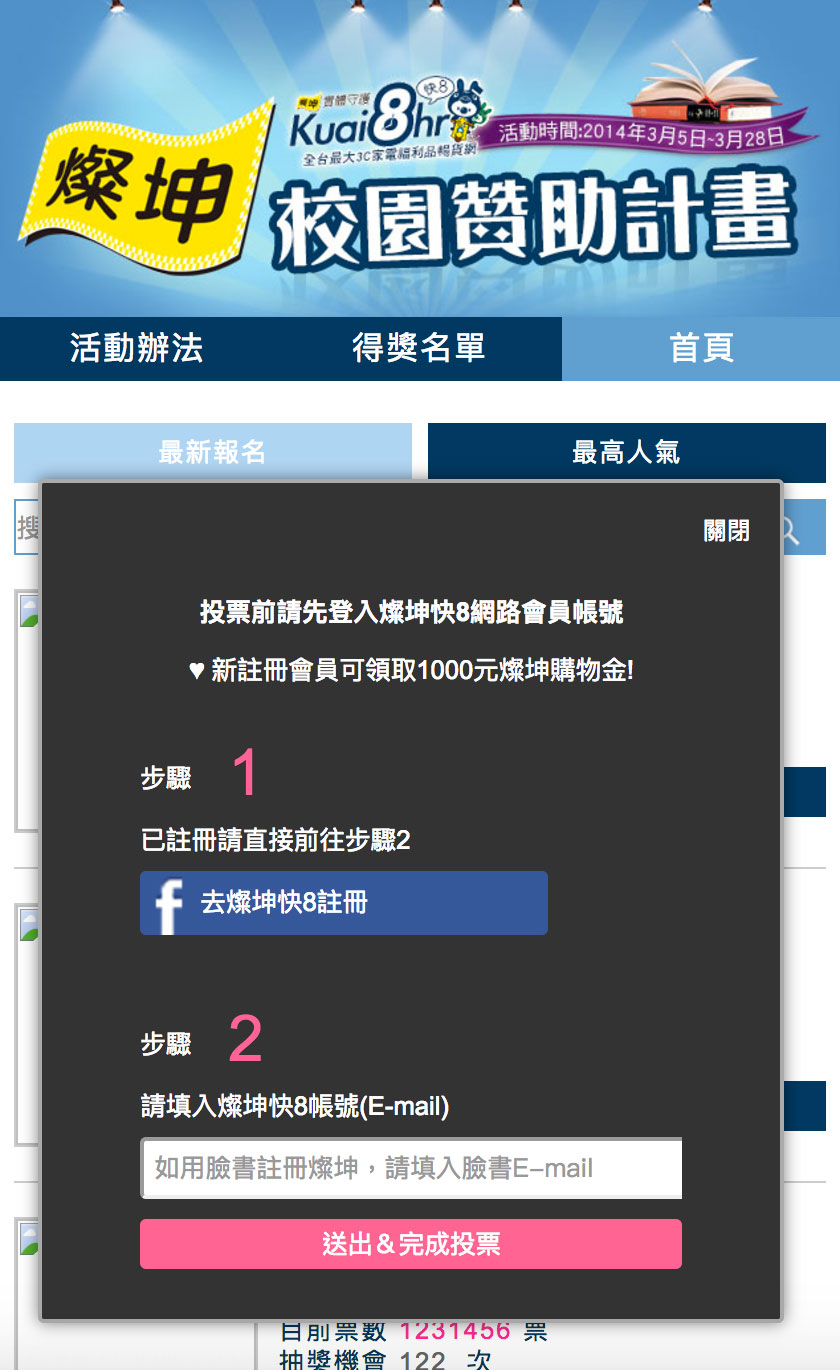 燦坤
燦坤 實體守護
快8
Kuai8hr
全台最大3C家電福利品暢貨網
活動時間:2014年3月5日~3月28日
校園贊助計畫
活動辦法
得獎名單
首頁
最新報名
最高人氣
搜
關閉
投票前請先登入燦坤快8網路會員帳號
♥ 新註冊會員可領取1000元燦坤購物金!
步驟 1
已註冊請直接前往步驟2
f 去燦坤快8註冊
步驟 2
請填入燦坤快8帳號(E-mail)
如用臉書註冊燦坤，請填入臉書E-mail
送出＆完成投票
目前票數 1231456 票
抽獎機會 122 次